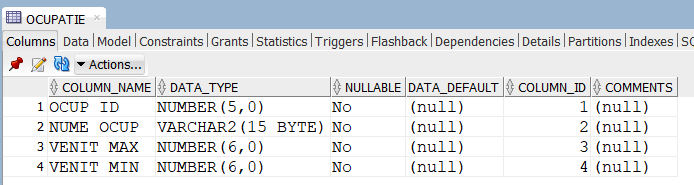 OCUPATIE
Columns Data Model Constraints Grants Statistics Triggers Flashback Dependencies Details Partitions Indexes SQ
Actions...
COLUMN_NAME DATA_TYPE NULLABLE DATA_DEFAULT COLUMN_ID COMMENTS
1 OCUP ID NUMBER(5,0) No (null) 1 (null)
2 NUME OCUP VARCHAR2(15 BYTE) No (null) 2 (null)
3 VENIT MAX NUMBER(6,0) No (null) 3 (null)
4 VENIT MIN NUMBER(6,0) No (null) 4 (null)